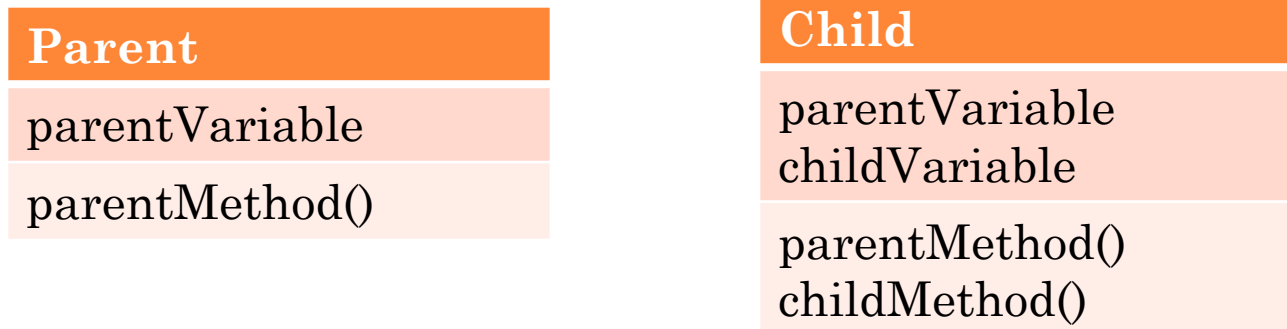 Parent
parentVariable
parentMethod()
Child
parentVariable
childVariable
parentMethod()
childMethod()